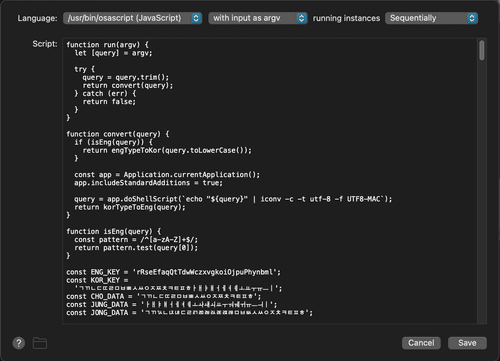 Language: /usr/bin/osascript (JavaScript) with input as argv running instances Sequentially
Script:
function run(argv) {
let [query] = argv;
try {
query = query.trim();
return convert(query);
} catch (err) {
return false;
}
}
function convert(query) {
if (isEng(query)) {
return engTypeToKor(query.toLowerCase());
}
const app = Application.currentApplication();
app.includeStandardAdditions = true;
query = app.doShellScript(`echo "${query}" | iconv -c -t utf-8 -f UTF8-MAC`);
return korTypeToEng(query);
}
function isEng(query) {
const pattern = /^[a-zA-Z]+$/;
return pattern.test(query[0]);
}
const ENG_KEY = 'rRseEfaqQtTdwWczxvgkoiOjpuPhynbml';
const KOR_KEY =
'ㄱㄲㄴㄷㄸㄹㅁㅂㅃㅅㅆㅇㅈㅉㅊㅋㅌㅍㅎㅏㅐㅑㅒㅓㅔㅕㅖㅗㅛㅜㅠㅡㅣ';
const CHO_DATA = 'ㄱㄲㄴㄷㄸㄹㅁㅂㅃㅅㅆㅇㅈㅉㅊㅋㅌㅍㅎ';
const JUNG_DATA = 'ㅏㅐㅑㅒㅓㅔㅕㅖㅗㅘㅙㅚㅛㅜㅝㅞㅟㅠㅡㅢㅣ';
const JONG_DATA = 'ㄱㄲㄳㄴㄵㄶㄷㄹㄺㄻㄼㄽㄾㄿㅀㅁㅂㅄㅅㅆㅇㅈㅊㅋㅌㅍㅎ';
? Cancel Save